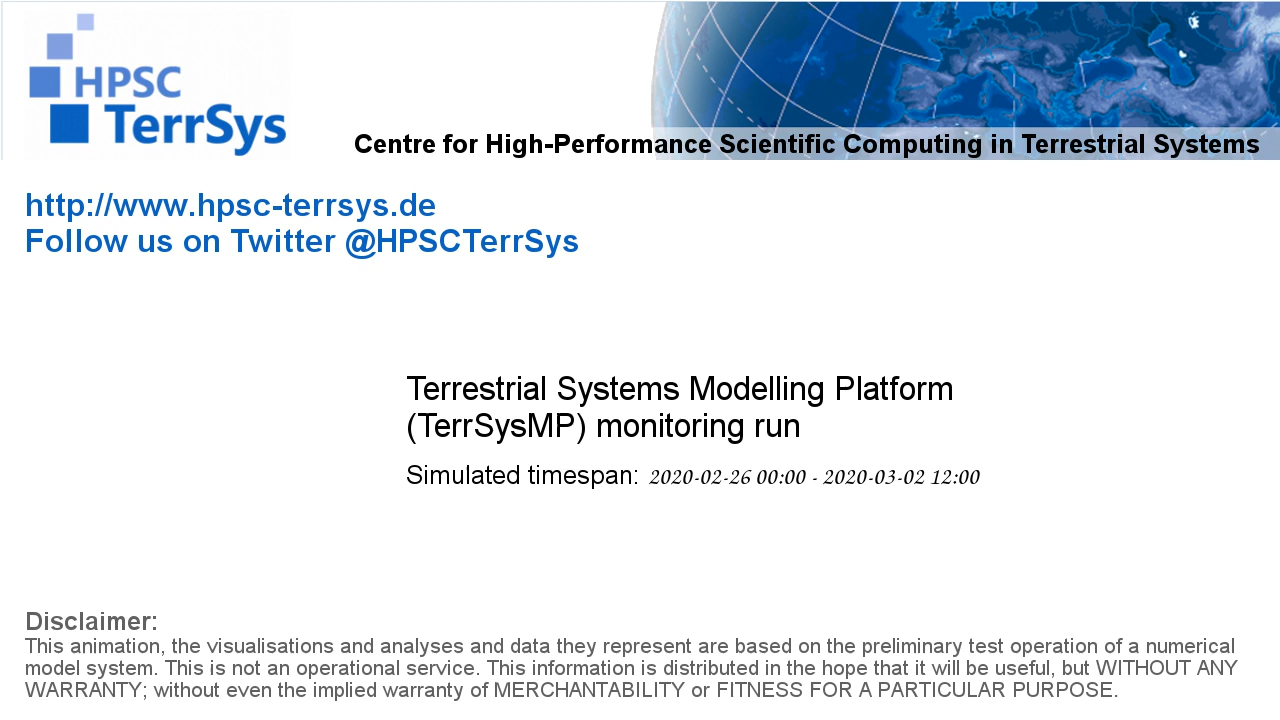 HPSC
TerrSys
Centre for High-Performance Scientific Computing in Terrestrial Systems
http://www.hpsc-terrsys.de
Follow us on Twitter @HPSCTerrSys
Terrestrial Systems Modelling Platform
(TerrSysMP) monitoring run
Simulated timespan: 2020-02-26 00:00 - 2020-03-02 12:00
Disclaimer:
This animation, the visualisations and analyses and data they represent are based on the preliminary test operation of a numerical
model system. This is not an operational service. This information is distributed in the hope that it will be useful, but WITHOUT ANY
WARRANTY; without even the implied warranty of MERCHANTABILITY or FITNESS FOR A PARTICULAR PURPOSE.